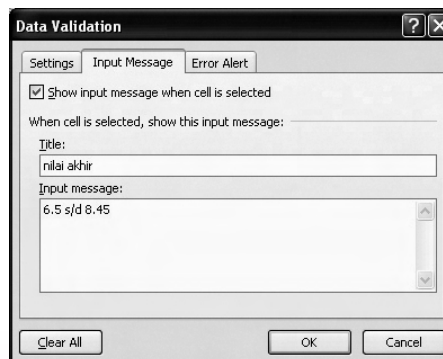 Data Validation
Settings Input Message Error Alert
Show input message when cell is selected
When cell is selected, show this input message:
Title:
nilai akhir
Input message:
6.5 s/d 8.45
Clear All OK Cancel